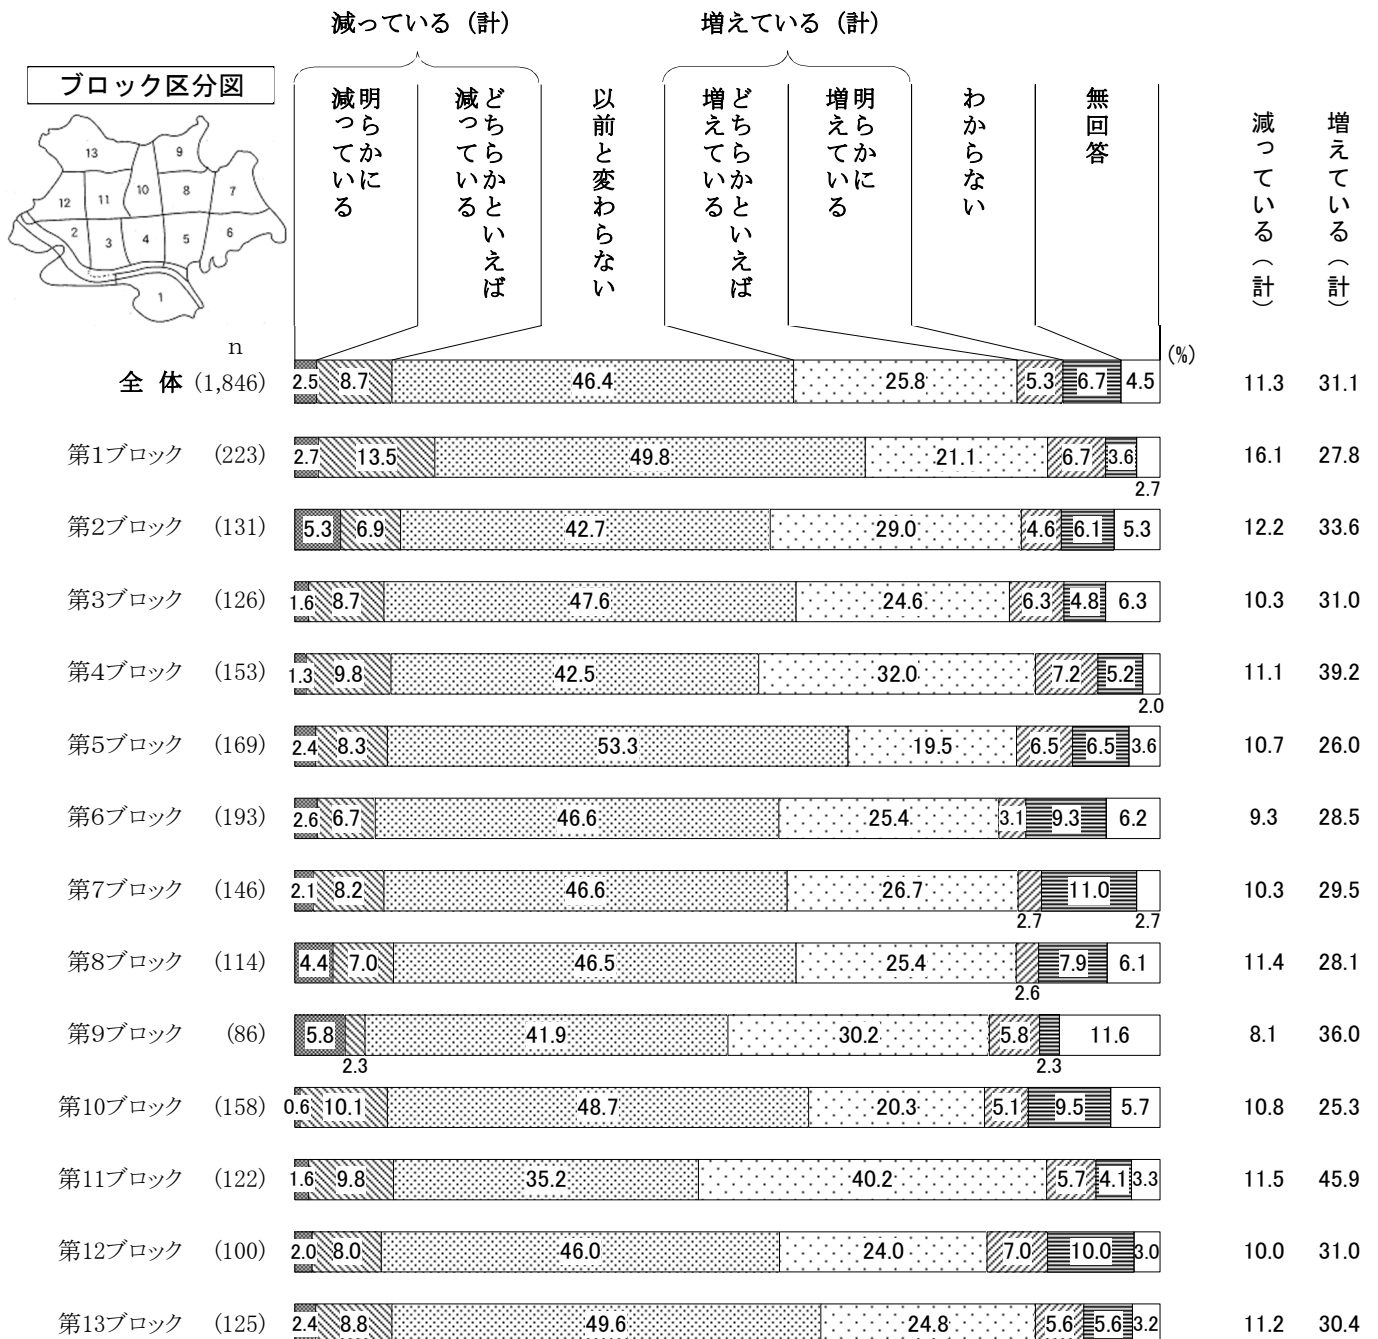 減っている（計）
増えている（計）
ブロック区分図
13
9
12
11
10
8
7
2
3
4
5
6
1
明らかに
減っている
どちらかといえば
減っている
以前と変わらない
どちらかといえば
増えている
明らかに
増えている
わからない
無回答
減っている（計）
増えている（計）
n
(%)
全 体 (1,846) 2.5 8.7 46.4 25.8 5.3 6.7 4.5 11.3 31.1
第1ブロック (223) 2.7 13.5 49.8 21.1 6.7 3.6 2.7 16.1 27.8
第2ブロック (131) 5.3 6.9 42.7 29.0 4.6 6.1 5.3 12.2 33.6
第3ブロック (126) 1.6 8.7 47.6 24.6 6.3 4.8 6.3 10.3 31.0
第4ブロック (153) 1.3 9.8 42.5 32.0 7.2 5.2 2.0 11.1 39.2
第5ブロック (169) 2.4 8.3 53.3 19.5 6.5 6.5 3.6 10.7 26.0
第6ブロック (193) 2.6 6.7 46.6 25.4 3.1 9.3 6.2 9.3 28.5
第7ブロック (146) 2.1 8.2 46.6 26.7 2.7 11.0 2.7 10.3 29.5
第8ブロック (114) 4.4 7.0 46.5 25.4 2.6 7.9 6.1 11.4 28.1
第9ブロック (86) 5.8 2.3 41.9 30.2 5.8 2.3 11.6 8.1 36.0
第10ブロック (158) 0.6 10.1 48.7 20.3 5.1 9.5 5.7 10.8 25.3
第11ブロック (122) 1.6 9.8 35.2 40.2 5.7 4.1 3.3 11.5 45.9
第12ブロック (100) 2.0 8.0 46.0 24.0 7.0 10.0 3.0 10.0 31.0
第13ブロック (125) 2.4 8.8 49.6 24.8 5.6 5.6 3.2 11.2 30.4